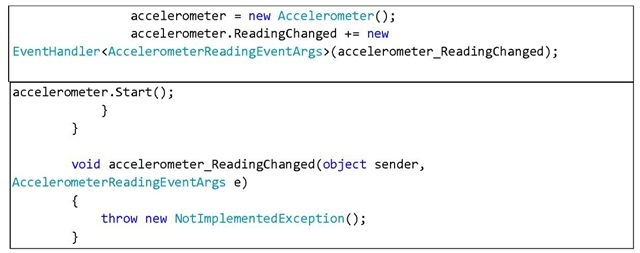 accelerometer = new Accelerometer();
accelerometer.ReadingChanged += new
EventHandler<AccelerometerReadingEventArgs>(accelerometer_ReadingChanged);
accelerometer.Start();
}
}
void accelerometer_ReadingChanged(object sender,
AccelerometerReadingEventArgs e)
{
throw new NotImplementedException();
}